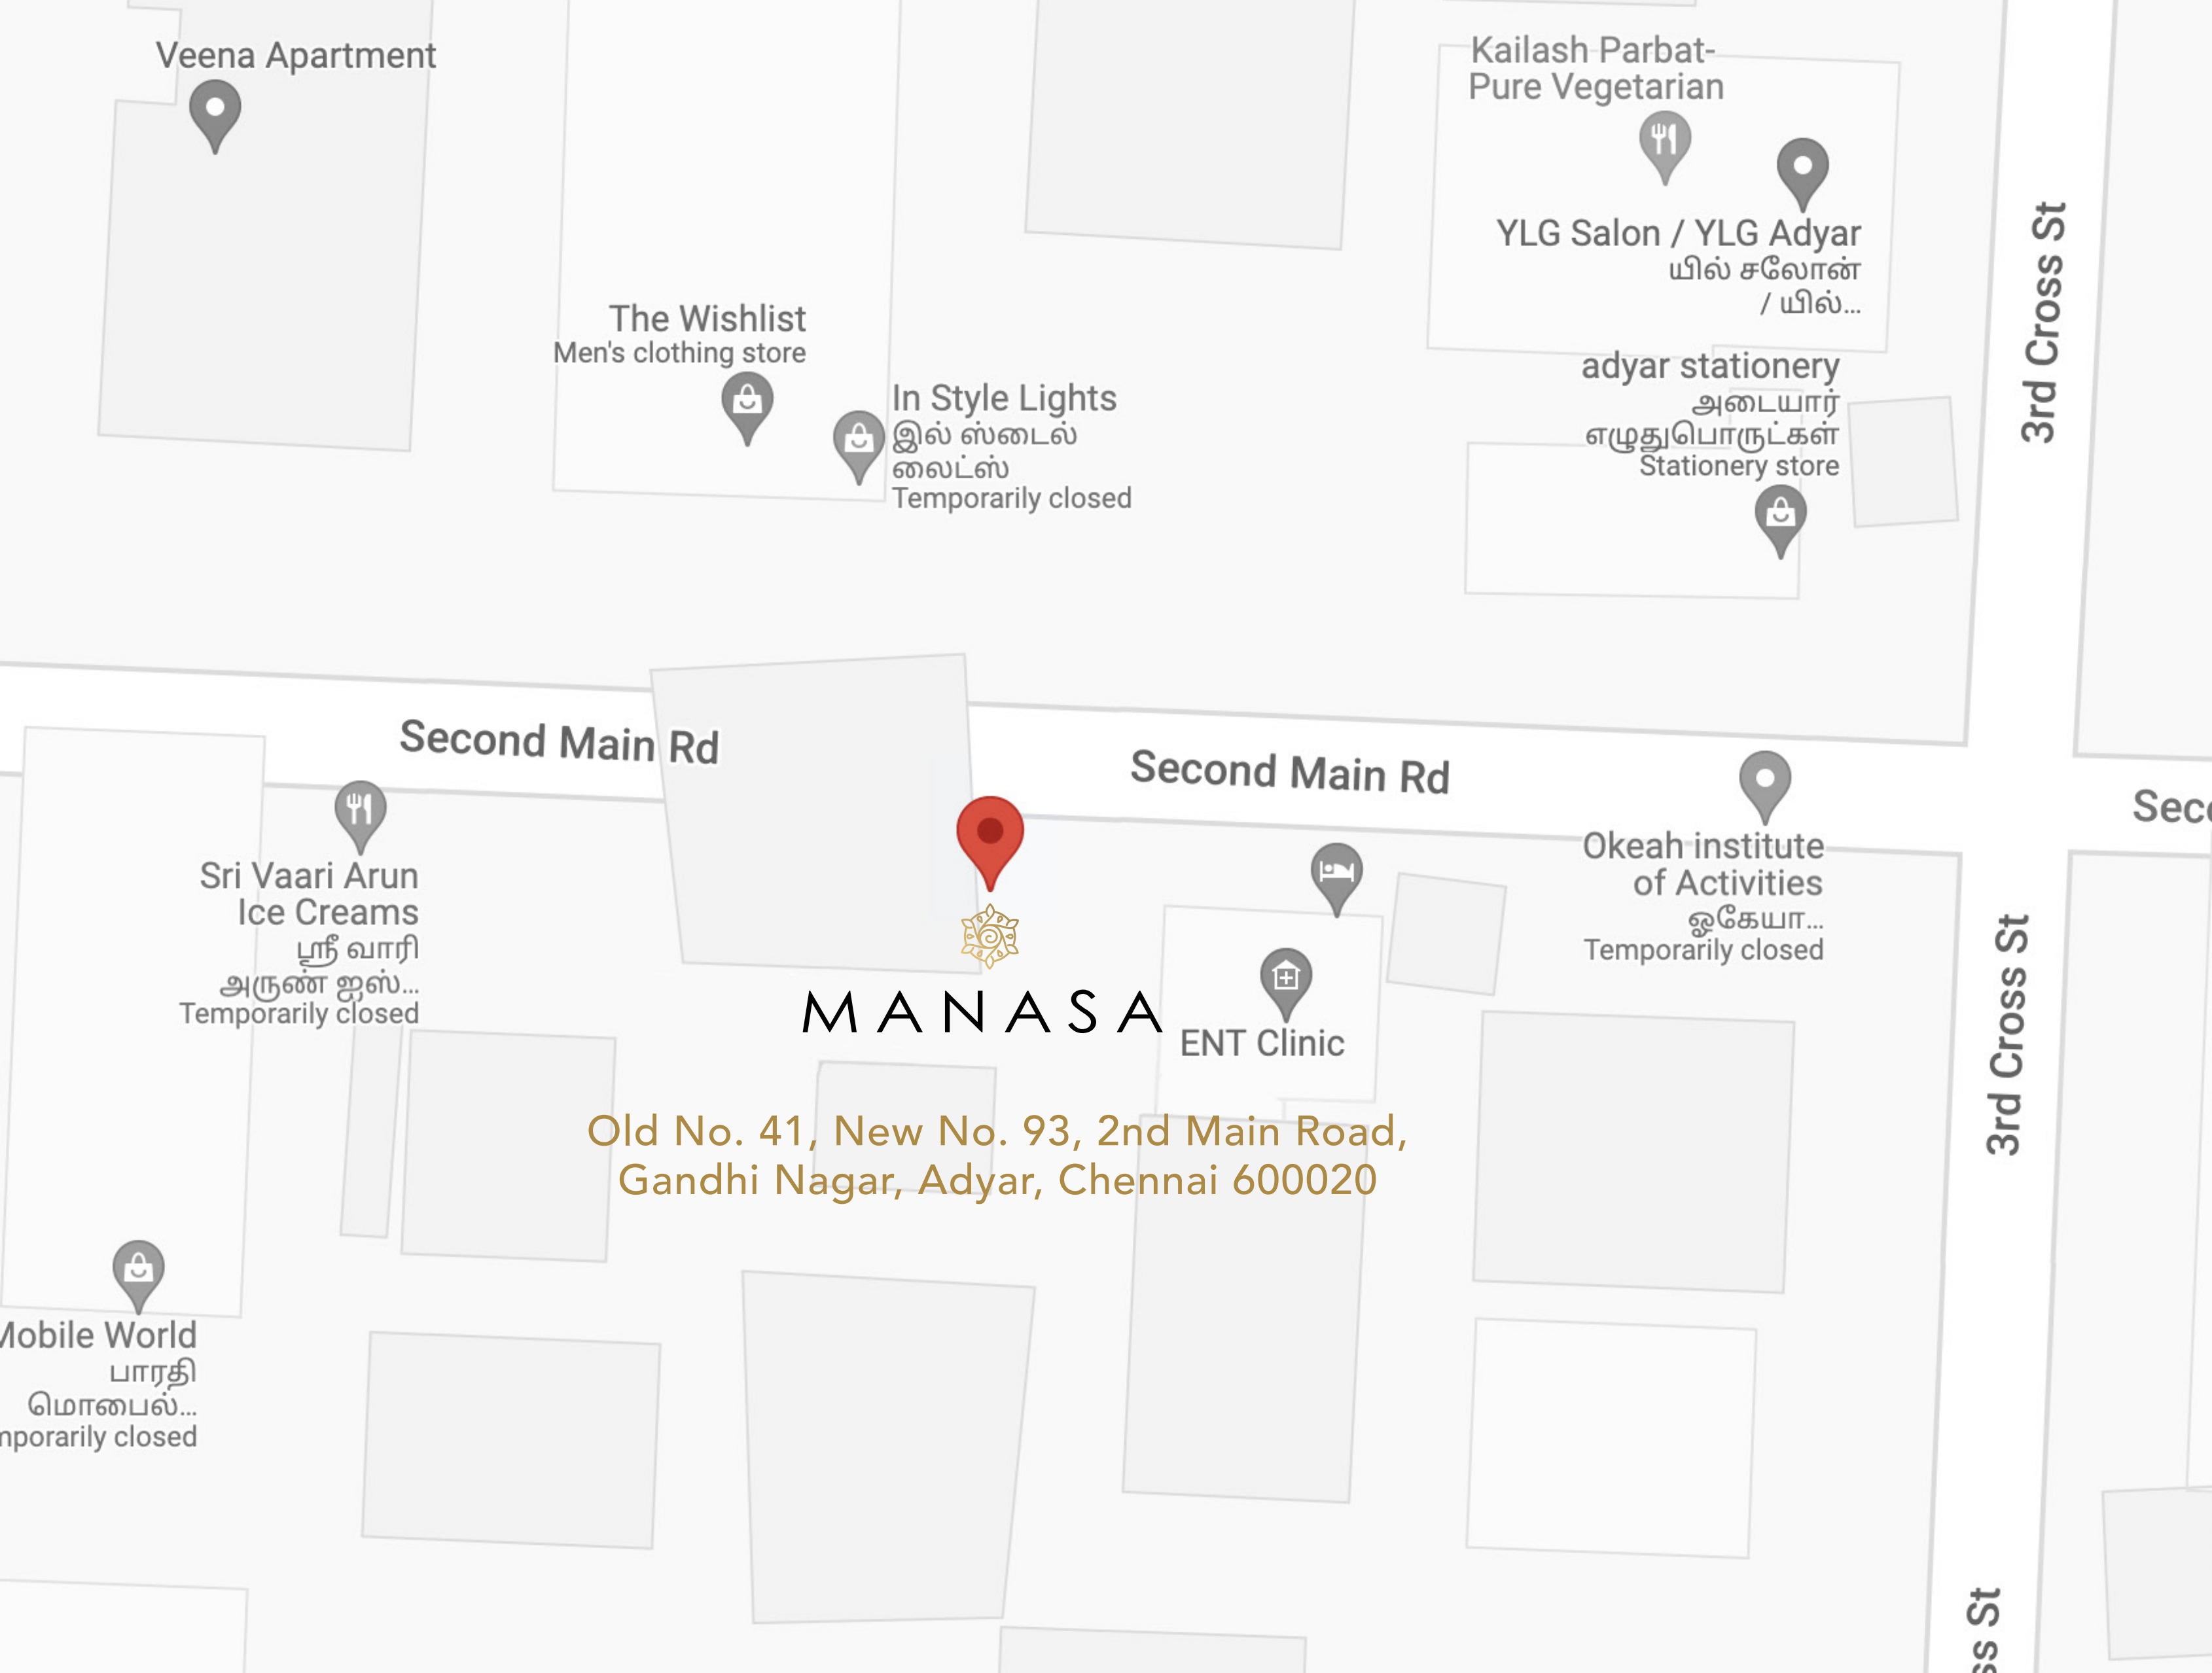 Veena Apartment
Kailash Parbat-
Pure Vegetarian
YLG Salon / YLG Adyar
யில் சலோன்
/ யில்...
3rd Cross St
The Wishlist
Men's clothing store
adyar stationery
அடையார்
எழுதுபொருட்கள்
Stationery store
In Style Lights
இல் ஸ்டைல்
லைட்ஸ்
Temporarily closed
Second Main Rd
Second Main Rd
Seco
Okeah institute
of Activities
ஓகேயா...
Temporarily closed
Sri Vaari Arun
Ice Creams
ஸ்ரீ வாரி
அருண் ஐஸ்...
Temporarily closed
MANASA
ENT Clinic
3rd Cross St
Old No. 41, New No. 93, 2nd Main Road,
Gandhi Nagar, Adyar, Chennai 600020
Mobile World
பாரதி
மொபைல்...
mporarily closed
ss St